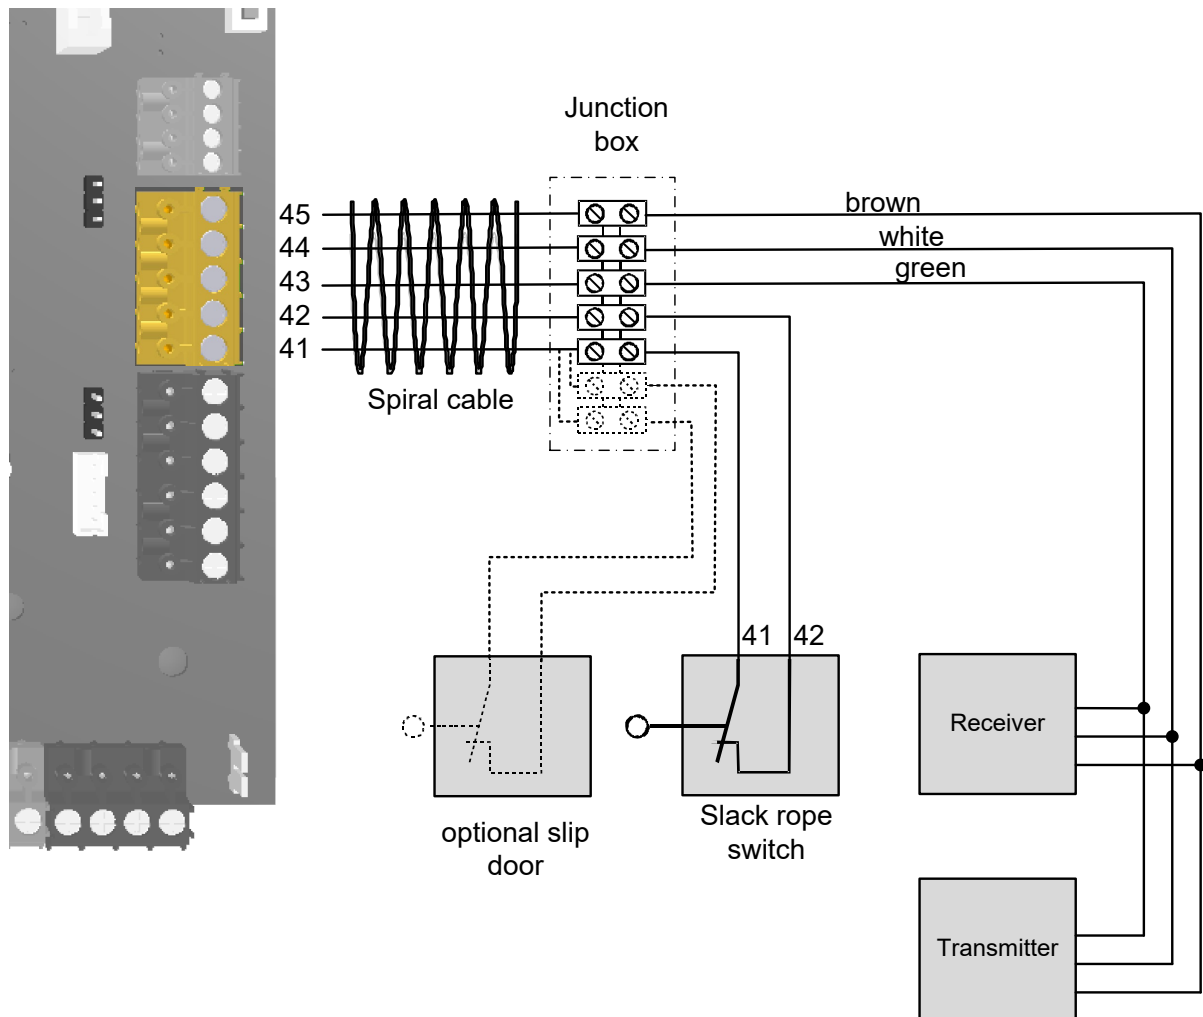 Junction
box
45
brown
44
white
43
green
42
41
Spiral cable
41
42
Receiver
optional slip
door
Slack rope
switch
Transmitter